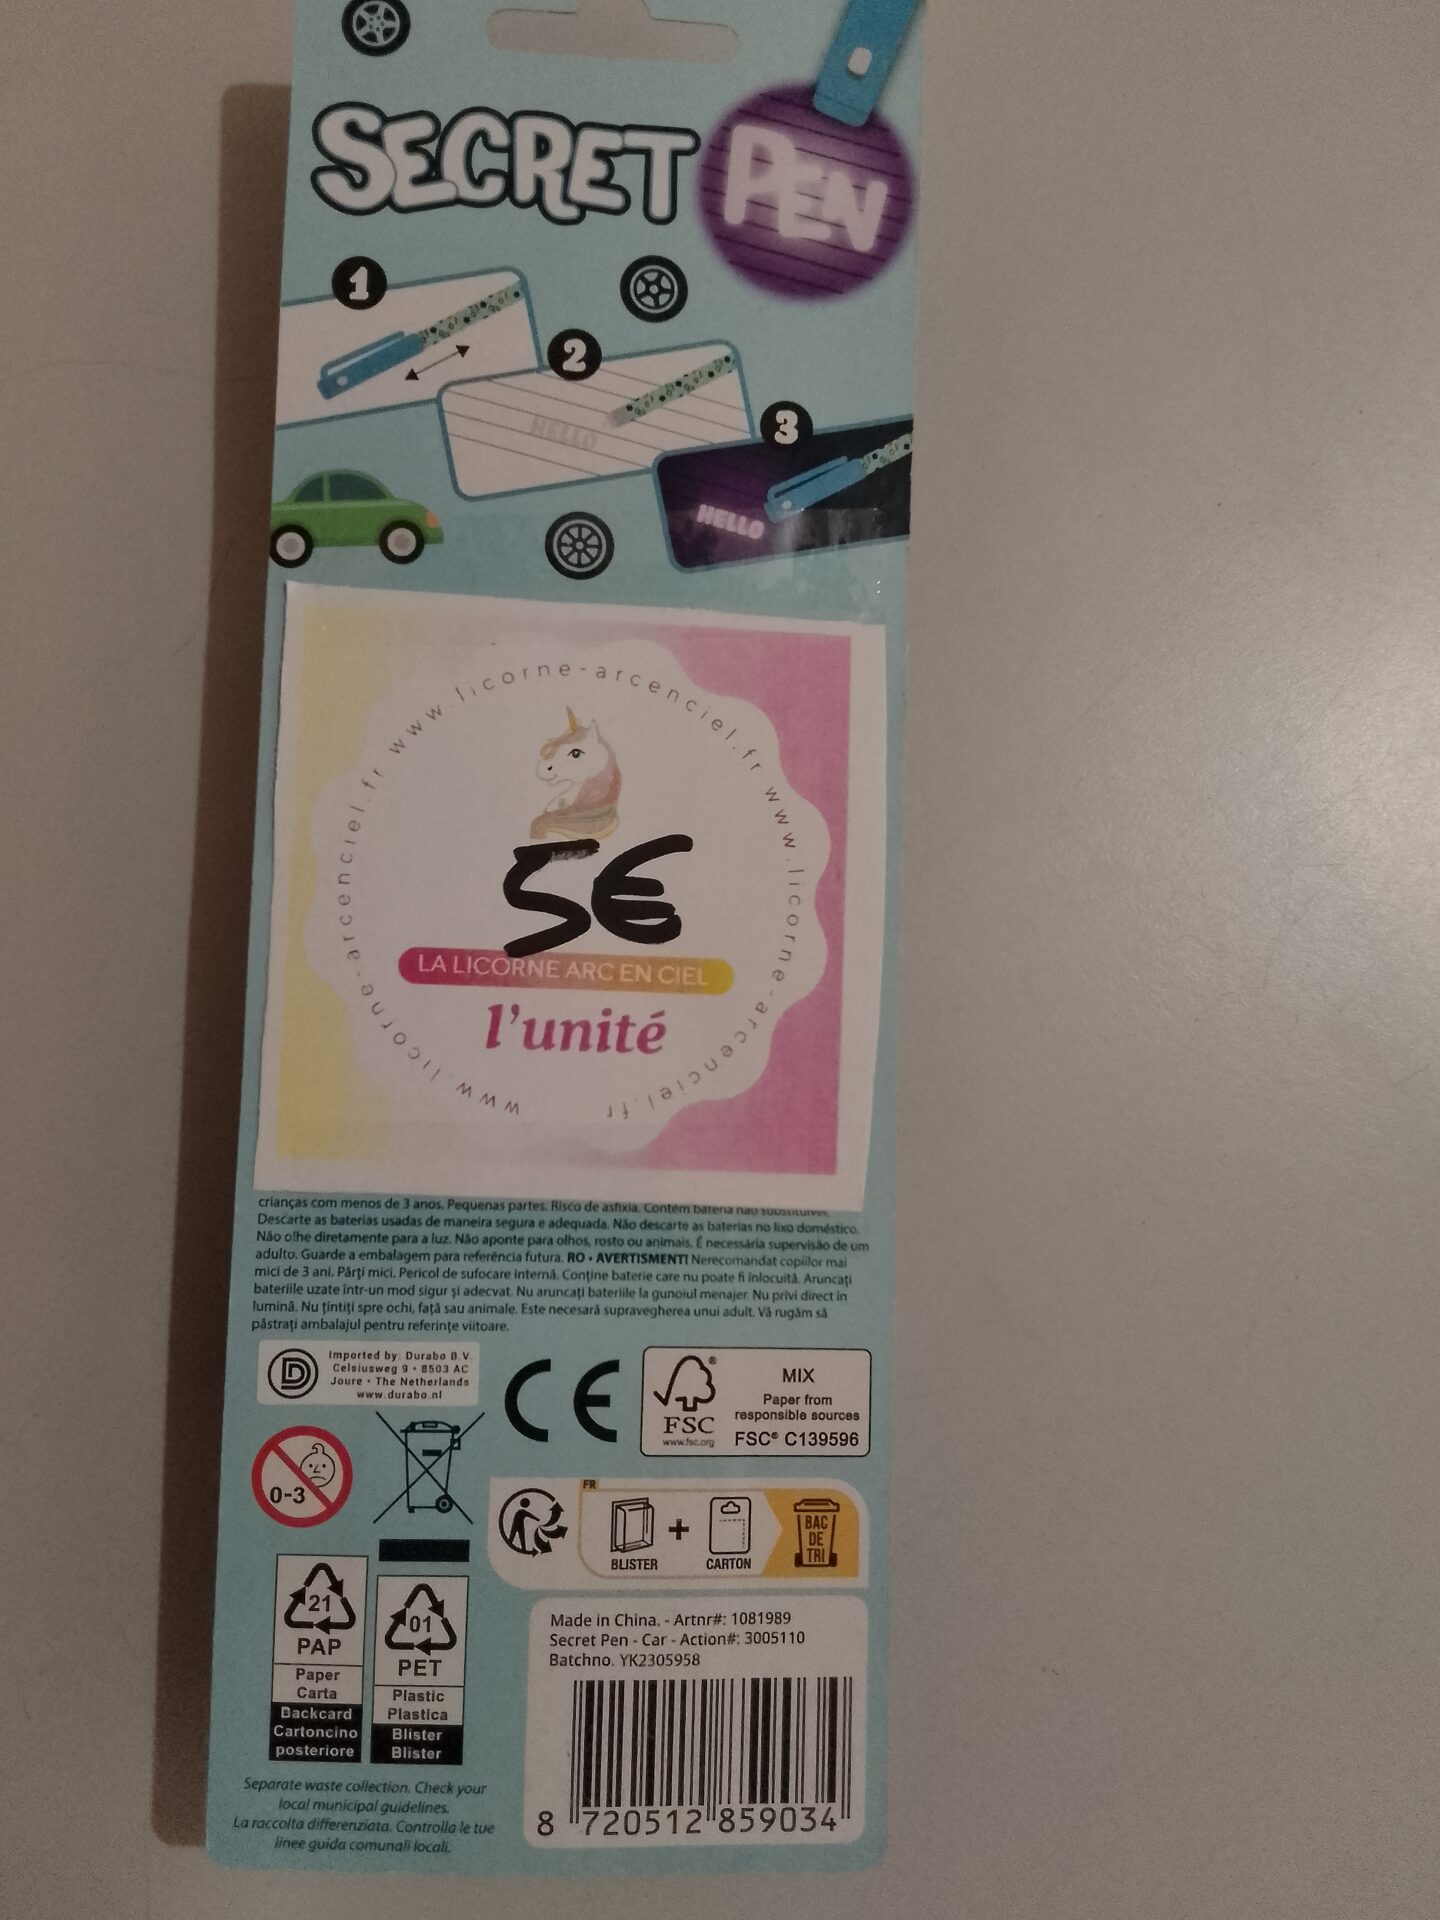 SECRET PEN
1
2
HELLO
3
HELLO
www.licorne-arcenciel.fr www.licorne-arcenciel.fr
www.licorne-arcenciel.fr
5€
LA LICORNE ARC EN CIEL
l'unité
crianças com menos de 3 anos. Pequenas partes. Risco de asfixia. Contém bateria não substituível.
Descarte as baterias usadas de maneira segura e adequada. Não descarte as baterias no lixo doméstico.
Não olhe diretamente para a luz. Não aponte para olhos, rosto ou animais. É necessária supervisão de um
adulto. Guarde a embalagem para referência futura. RO • AVERTISMENT! Nerecomandat copiilor mai
mici de 3 ani. Părți mici. Pericol de sufocare internă. Conține baterie care nu poate fi înlocuită. Aruncați
bateriile uzate într-un mod sigur și adecvat. Nu aruncați bateriile la gunoiul menajer. Nu privi direct în
lumină. Nu țintiți spre ochi, față sau animale. Este necesară supravegherea unui adult. Vă rugăm să
păstrați ambalajul pentru referințe viitoare.
D
Imported by: Durabo B.V.
Celsiusweg 9 • 8503 AC
Joure • The Netherlands
www.durabo.nl
CE
FSC
www.fsc.org
MIX
Paper from
responsible sources
FSC® C139596
0-3
FR
BLISTER + CARTON
BAC
DE
TRI
21
PAP
Paper
Carta
Backcard
Cartoncino
posteriore
01
PET
Plastic
Plastica
Blister
Blister
Separate waste collection. Check your
local municipal guidelines.
La raccolta differenziata. Controlla le tue
linee guida comunali locali.
Made in China. - Artnr#: 1081989
Secret Pen - Car - Action#: 3005110
Batchno. YK2305958
8 720512 859034